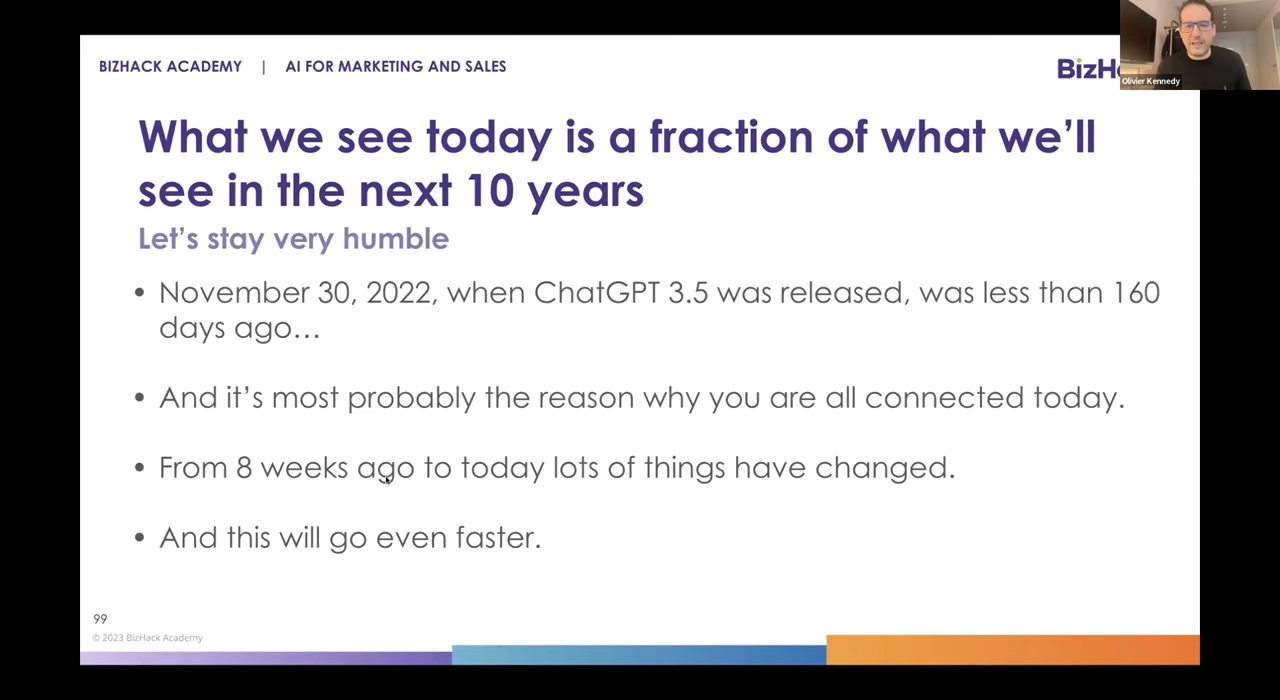 BIZHACK ACADEMY | AI FOR MARKETING AND SALES
BizH
Olivier Kennedy
What we see today is a fraction of what we'll
see in the next 10 years
Let's stay very humble
• November 30, 2022, when ChatGPT 3.5 was released, was less than 160
days ago…
• And it's most probably the reason why you are all connected today.
• From 8 weeks ago to today lots of things have changed.
• And this will go even faster.
99
© 2023 BizHack Academy